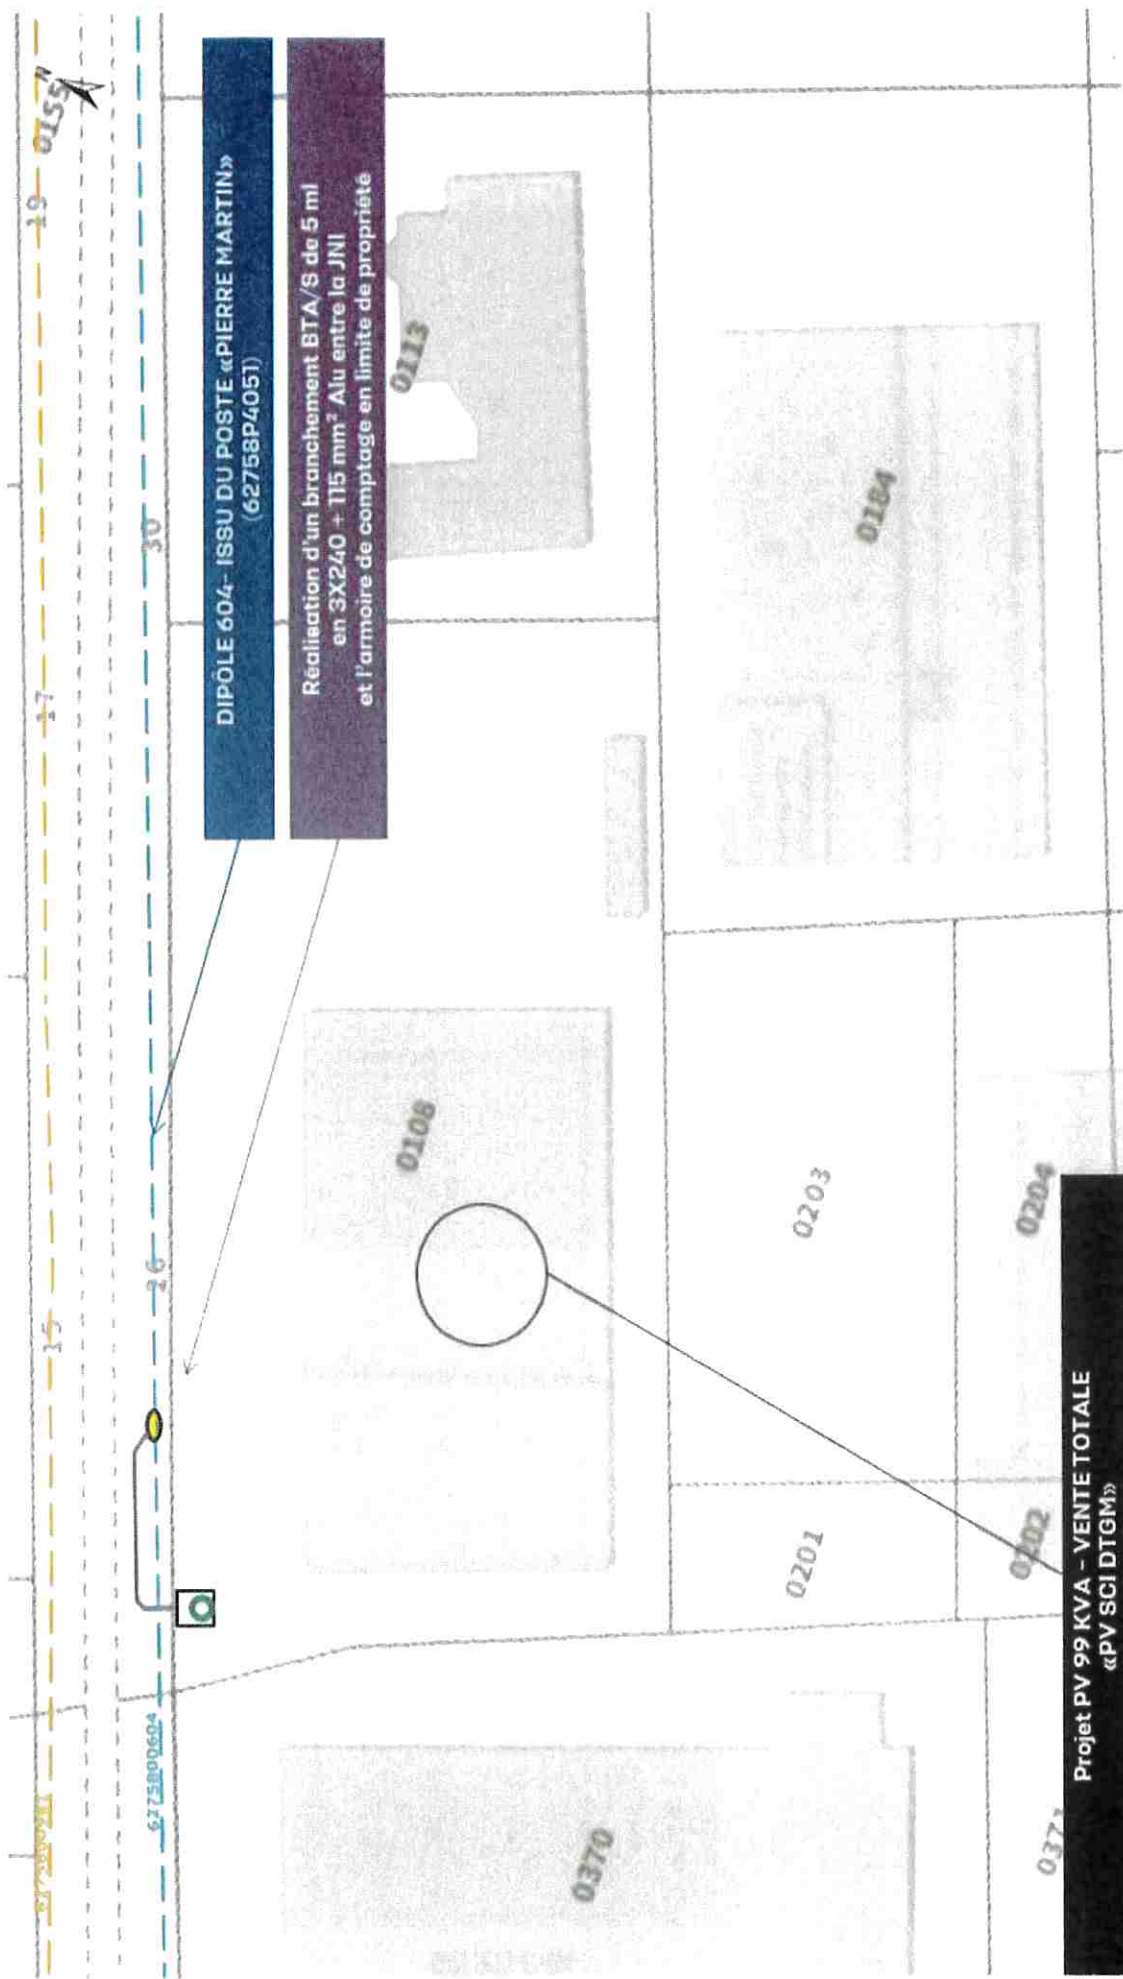 DIPÔLE 604- ISSU DU POSTE «PIERRE MARTIN»
(62758P4051)
Réalisation d'un branchement BTA/S de 5 ml
en 3X240 + 115 mm² Alu entre la JNI
et l'armoire de comptage en limite de propriété
Projet PV 99 KVA - VENTE TOTALE
«PV SCI DTGM»
15
17
19
0155
N
6275800604
26
30
0370
0108
0113
0201
0203
0184
0202
0204